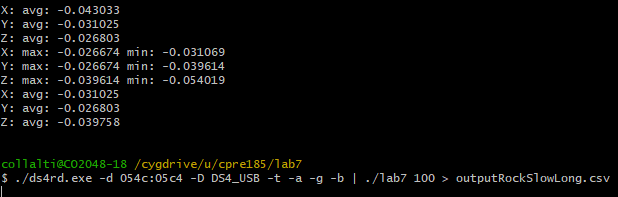 X: avg: -0.043033
Y: avg: -0.031025
Z: avg: -0.026803
X: max -0.026674 min: -0.031069
Y: max -0.026674 min: -0.039614
Z: max -0.039614 min: -0.054019
X: avg: -0.031025
Y: avg: -0.026803
Z: avg: -0.039758
collalti@CO2048-18 /cygdrive/u/cpre185/lab7
$ ./ds4rd.exe -d 054c:05c4 -D DS4_USB -t -a -g -b | ./lab7 100 > outputRockSlowLong.csv